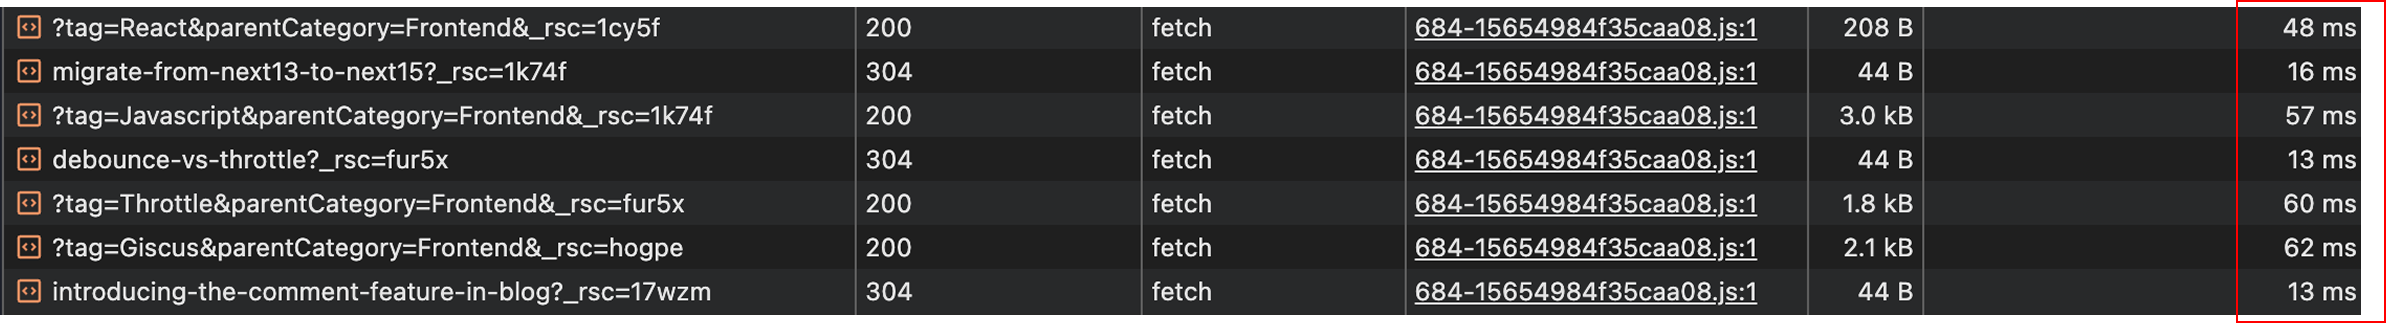 ?tag=React&parentCategory=Frontend&_rsc=1cy5f 200 fetch 684-15654984f35caa08.js:1 208 B 48 ms
migrate-from-next13-to-next15?_rsc=1k74f 304 fetch 684-15654984f35caa08.js:1 44 B 16 ms
?tag=Javascript&parentCategory=Frontend&_rsc=1k74f 200 fetch 684-15654984f35caa08.js:1 3.0 kB 57 ms
debounce-vs-throttle?_rsc=fur5x 304 fetch 684-15654984f35caa08.js:1 44 B 13 ms
?tag=Throttle&parentCategory=Frontend&_rsc=fur5x 200 fetch 684-15654984f35caa08.js:1 1.8 kB 60 ms
?tag=Giscus&parentCategory=Frontend&_rsc=hogpe 200 fetch 684-15654984f35caa08.js:1 2.1 kB 62 ms
introducing-the-comment-feature-in-blog?_rsc=17wzm 304 fetch 684-15654984f35caa08.js:1 44 B 13 ms